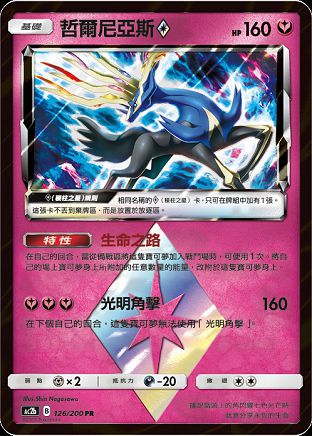 基礎 哲爾尼亞斯◇ HP 160
◇(稜柱之星)規則
相同名稱的◇(稜柱之星)卡,只可在牌組中加有1張。
這張卡不丟到棄牌區,而是放置於放逐區。
特性 生命之路
在自己的回合,當從備戰區將這隻寶可夢加入戰鬥場時,可使用1次。將自
己的場上寶可夢身上所附加的任意數量的能量,改附於這隻寶可夢身上。
光明角擊 160
在下個自己的回合,這隻寶可夢無法使用「光明角擊」。
弱點 ×2 抵抗力 -20 撤退
Illus. Shin Nagasawa
SM2b B 126/200 PR